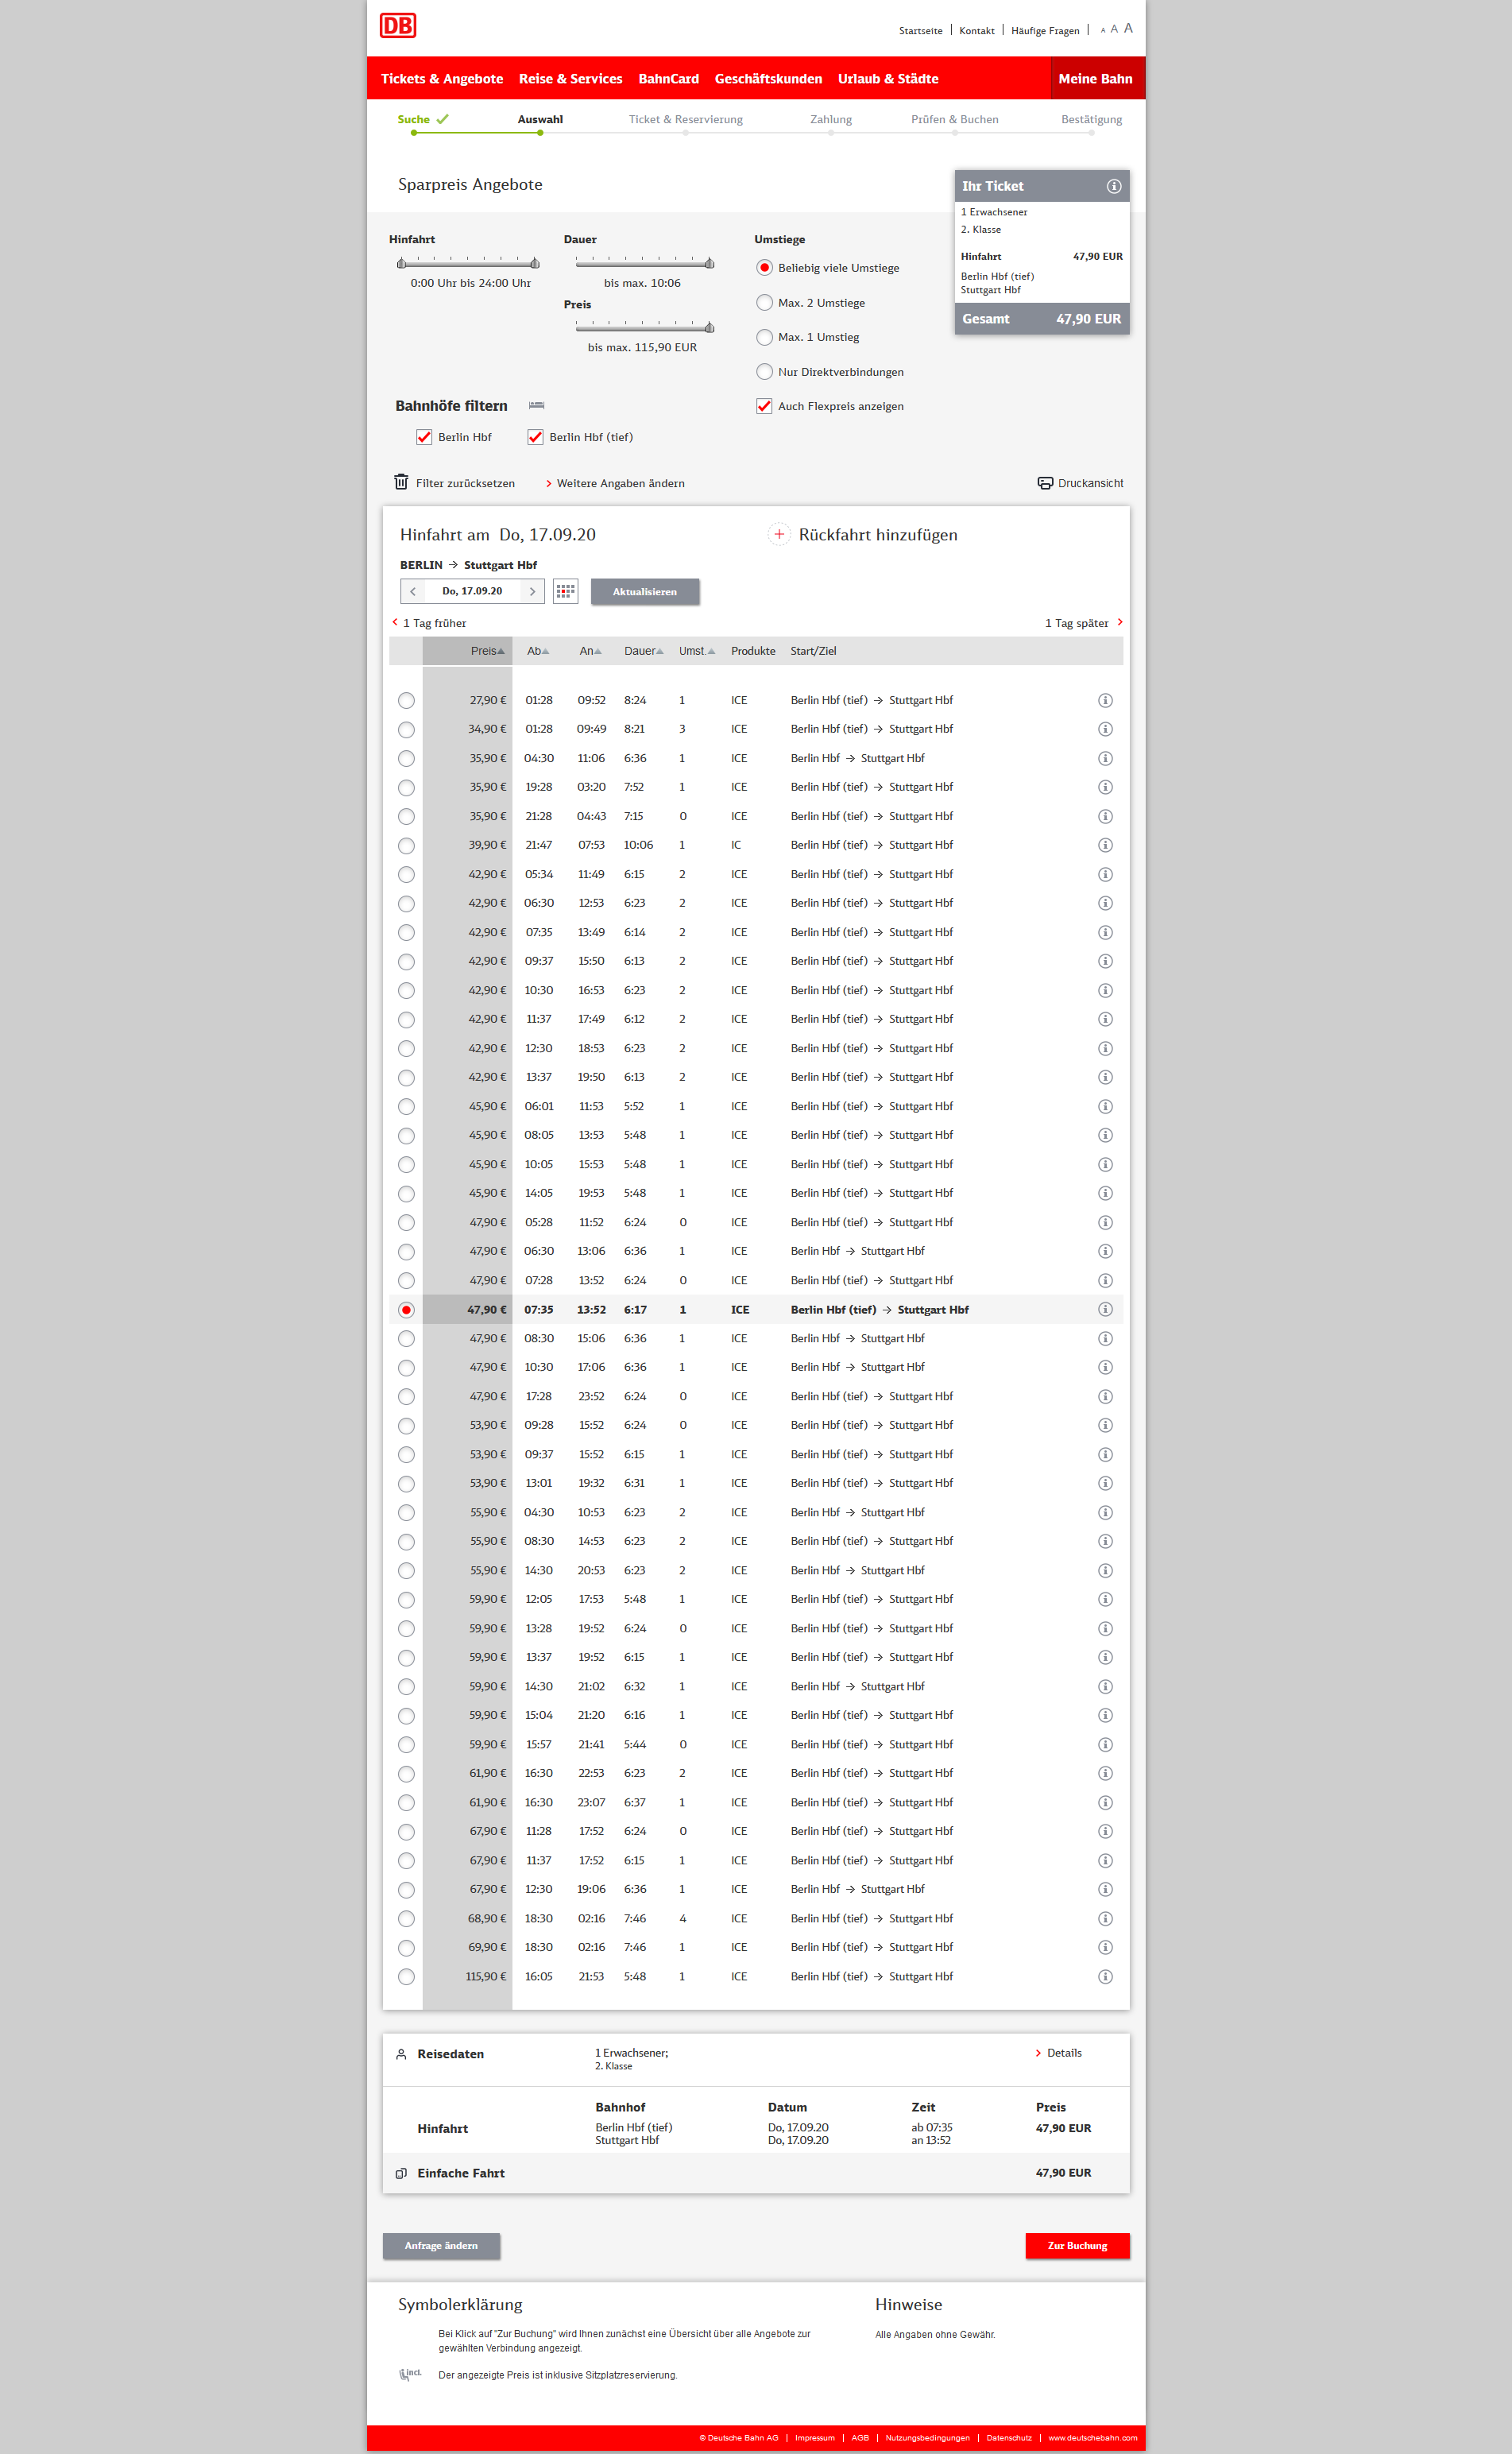 DB
Startseite Kontakt Häufige Fragen A A A
Tickets & Angebote Reise & Services BahnCard Geschäftskunden Urlaub & Städte Meine Bahn
Suche Auswahl Ticket & Reservierung Zahlung Prüfen & Buchen Bestätigung
Sparpreis Angebote
Ihr Ticket
1 Erwachsener
2. Klasse
Hinfahrt 47,90 EUR
Berlin Hbf (tief)
Stuttgart Hbf
Gesamt 47,90 EUR
Hinfahrt
0:00 Uhr bis 24:00 Uhr
Dauer
bis max. 10:06
Preis
bis max. 115,90 EUR
Umstiege
Beliebig viele Umstiege
Max. 2 Umstiege
Max. 1 Umstieg
Nur Direktverbindungen
Auch Flexpreis anzeigen
Bahnhöfe filtern
Berlin Hbf Berlin Hbf (tief)
Filter zurücksetzen Weitere Angaben ändern Druckansicht
Hinfahrt am Do, 17.09.20 Rückfahrt hinzufügen
BERLIN → Stuttgart Hbf
Do, 17.09.20 Aktualisieren
1 Tag früher 1 Tag später
Preis Ab An Dauer Umst. Produkte Start/Ziel
27,90 € 01:28 09:52 8:24 1 ICE Berlin Hbf (tief) → Stuttgart Hbf
34,90 € 01:28 09:49 8:21 3 ICE Berlin Hbf (tief) → Stuttgart Hbf
35,90 € 04:30 11:06 6:36 1 ICE Berlin Hbf → Stuttgart Hbf
35,90 € 19:28 03:20 7:52 1 ICE Berlin Hbf (tief) → Stuttgart Hbf
35,90 € 21:28 04:43 7:15 0 ICE Berlin Hbf (tief) → Stuttgart Hbf
39,90 € 21:47 07:53 10:06 1 IC Berlin Hbf (tief) → Stuttgart Hbf
42,90 € 05:34 11:49 6:15 2 ICE Berlin Hbf (tief) → Stuttgart Hbf
42,90 € 06:30 12:53 6:23 2 ICE Berlin Hbf (tief) → Stuttgart Hbf
42,90 € 07:35 13:49 6:14 2 ICE Berlin Hbf (tief) → Stuttgart Hbf
42,90 € 09:37 15:50 6:13 2 ICE Berlin Hbf (tief) → Stuttgart Hbf
42,90 € 10:30 16:53 6:23 2 ICE Berlin Hbf (tief) → Stuttgart Hbf
42,90 € 11:37 17:49 6:12 2 ICE Berlin Hbf (tief) → Stuttgart Hbf
42,90 € 12:30 18:53 6:23 2 ICE Berlin Hbf (tief) → Stuttgart Hbf
42,90 € 13:37 19:50 6:13 2 ICE Berlin Hbf (tief) → Stuttgart Hbf
45,90 € 06:01 11:53 5:52 1 ICE Berlin Hbf (tief) → Stuttgart Hbf
45,90 € 08:05 13:53 5:48 1 ICE Berlin Hbf (tief) → Stuttgart Hbf
45,90 € 10:05 15:53 5:48 1 ICE Berlin Hbf (tief) → Stuttgart Hbf
45,90 € 14:05 19:53 5:48 1 ICE Berlin Hbf (tief) → Stuttgart Hbf
47,90 € 05:28 11:52 6:24 0 ICE Berlin Hbf (tief) → Stuttgart Hbf
47,90 € 06:30 13:06 6:36 1 ICE Berlin Hbf → Stuttgart Hbf
47,90 € 07:28 13:52 6:24 0 ICE Berlin Hbf (tief) → Stuttgart Hbf
47,90 € 07:35 13:52 6:17 1 ICE Berlin Hbf (tief) → Stuttgart Hbf
47,90 € 08:30 15:06 6:36 1 ICE Berlin Hbf → Stuttgart Hbf
47,90 € 10:30 17:06 6:36 1 ICE Berlin Hbf → Stuttgart Hbf
47,90 € 17:28 23:52 6:24 0 ICE Berlin Hbf (tief) → Stuttgart Hbf
53,90 € 09:28 15:52 6:24 0 ICE Berlin Hbf (tief) → Stuttgart Hbf
53,90 € 09:37 15:52 6:15 1 ICE Berlin Hbf (tief) → Stuttgart Hbf
53,90 € 13:01 19:32 6:31 1 ICE Berlin Hbf (tief) → Stuttgart Hbf
55,90 € 04:30 10:53 6:23 2 ICE Berlin Hbf → Stuttgart Hbf
55,90 € 08:30 14:53 6:23 2 ICE Berlin Hbf (tief) → Stuttgart Hbf
55,90 € 14:30 20:53 6:23 2 ICE Berlin Hbf → Stuttgart Hbf
59,90 € 12:05 17:53 5:48 1 ICE Berlin Hbf (tief) → Stuttgart Hbf
59,90 € 13:28 19:52 6:24 0 ICE Berlin Hbf (tief) → Stuttgart Hbf
59,90 € 13:37 19:52 6:15 1 ICE Berlin Hbf (tief) → Stuttgart Hbf
59,90 € 14:30 21:02 6:32 1 ICE Berlin Hbf → Stuttgart Hbf
59,90 € 15:04 21:20 6:16 1 ICE Berlin Hbf (tief) → Stuttgart Hbf
59,90 € 15:57 21:41 5:44 0 ICE Berlin Hbf (tief) → Stuttgart Hbf
61,90 € 16:30 22:53 6:23 2 ICE Berlin Hbf (tief) → Stuttgart Hbf
61,90 € 16:30 23:07 6:37 1 ICE Berlin Hbf (tief) → Stuttgart Hbf
67,90 € 11:28 17:52 6:24 0 ICE Berlin Hbf (tief) → Stuttgart Hbf
67,90 € 11:37 17:52 6:15 1 ICE Berlin Hbf (tief) → Stuttgart Hbf
67,90 € 12:30 19:06 6:36 1 ICE Berlin Hbf → Stuttgart Hbf
68,90 € 18:30 02:16 7:46 4 ICE Berlin Hbf (tief) → Stuttgart Hbf
69,90 € 18:30 02:16 7:46 1 ICE Berlin Hbf (tief) → Stuttgart Hbf
115,90 € 16:05 21:53 5:48 1 ICE Berlin Hbf (tief) → Stuttgart Hbf
Reisedaten 1 Erwachsener; Details
2. Klasse
Bahnhof Datum Zeit Preis
Hinfahrt Berlin Hbf (tief) Do, 17.09.20 ab 07:35 47,90 EUR
Stuttgart Hbf Do, 17.09.20 an 13:52
Einfache Fahrt 47,90 EUR
Anfrage ändern Zur Buchung
Symbolerklärung Hinweise
Bei Klick auf "Zur Buchung" wird Ihnen zunächst eine Übersicht über alle Angebote zur Alle Angaben ohne Gewähr.
gewählten Verbindung angezeigt.
incl. Der angezeigte Preis ist inklusive Sitzplatzreservierung.
© Deutsche Bahn AG Impressum AGB Nutzungsbedingungen Datenschutz www.deutschebahn.com